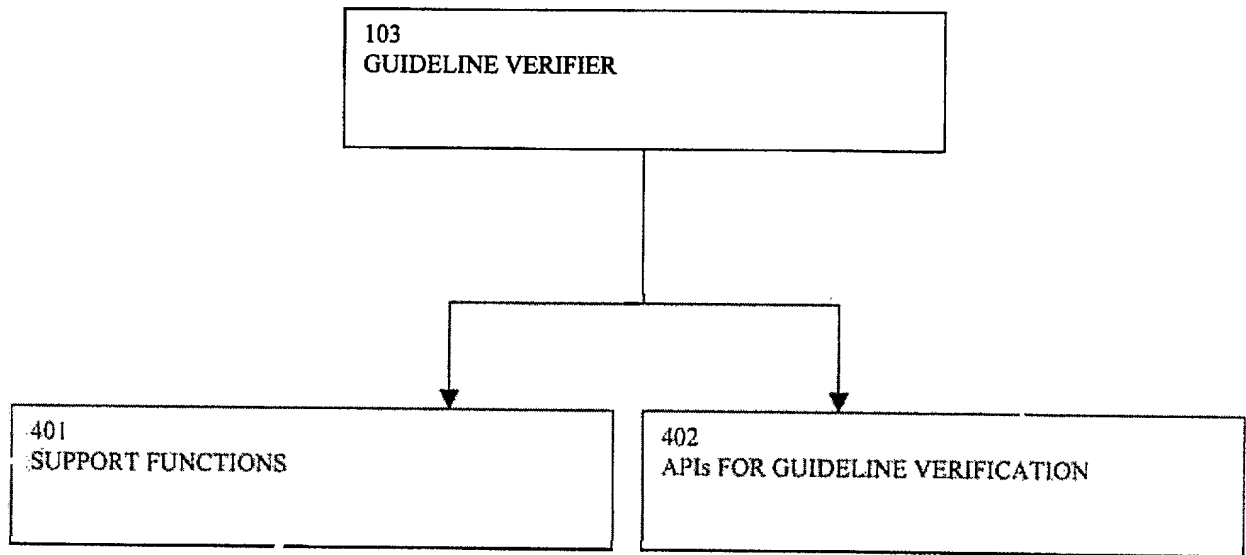 103
GUIDELINE VERIFIER
401
SUPPORT FUNCTIONS
402
APIs FOR GUIDELINE VERIFICATION